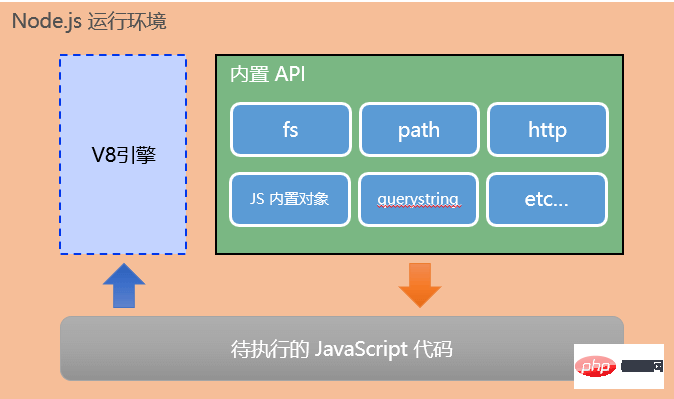 Node.js 运行环境
V8引擎
内置 API
fs
path
http
JS 内置对象
querystring
etc...
待执行的 JavaScript 代码
php